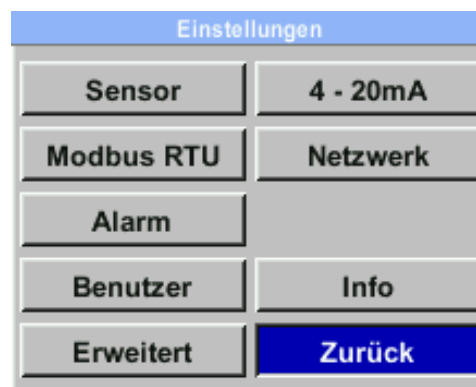 Einstellungen
Sensor 4 - 20mA
Modbus RTU Netzwerk
Alarm
Benutzer Info
Erweitert Zurück